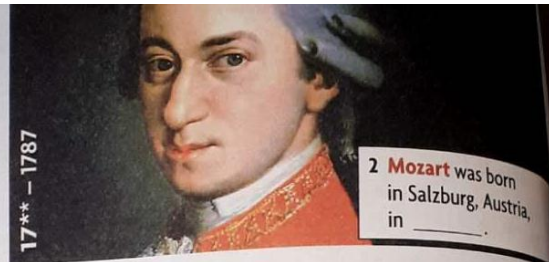 17** – 1787
2 Mozart was born
in Salzburg, Austria,
in ________.